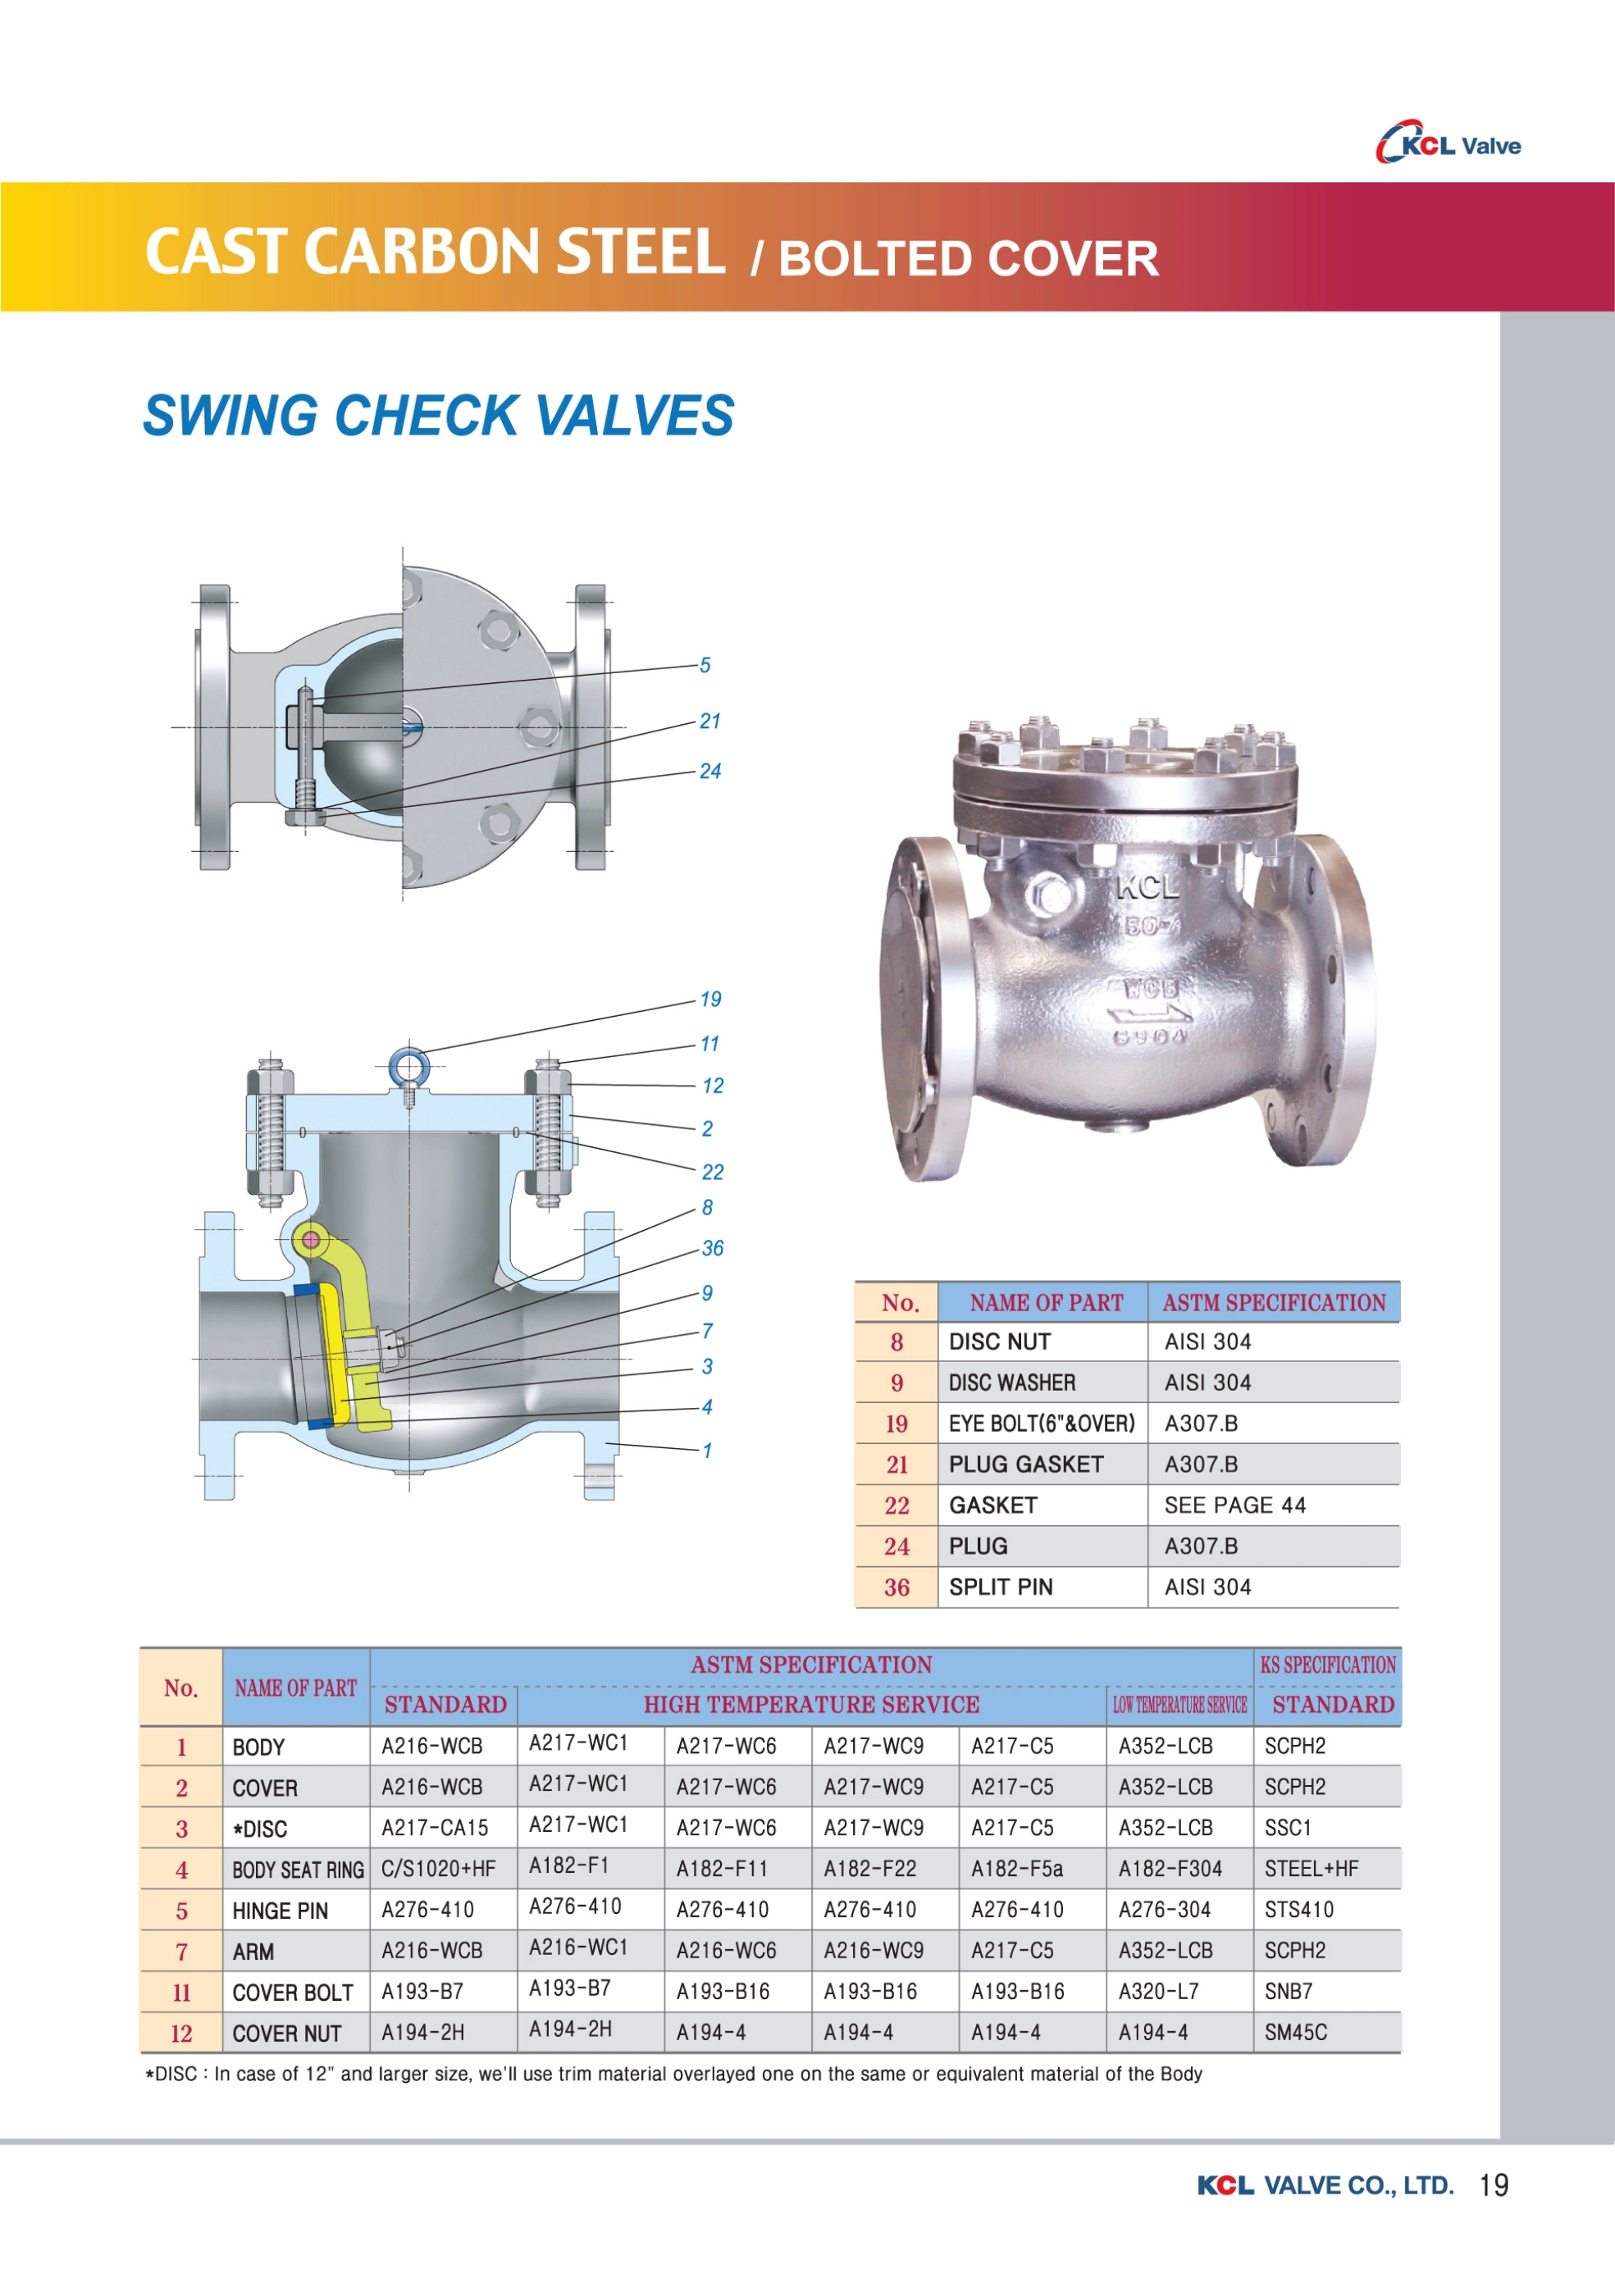 KCL Valve
CAST CARBON STEEL / BOLTED COVER
SWING CHECK VALVES
5
21
24
19
11
12
2
22
8
36
9
7
3
4
1
KCL
150-4
WCB
No. NAME OF PART ASTM SPECIFICATION
8 DISC NUT AISI 304
9 DISC WASHER AISI 304
19 EYE BOLT(6"&OVER) A307.B
21 PLUG GASKET A307.B
22 GASKET SEE PAGE 44
24 PLUG A307.B
36 SPLIT PIN AISI 304
No. NAME OF PART ASTM SPECIFICATION KS SPECIFICATION
STANDARD HIGH TEMPERATURE SERVICE LOW TEMPERATURE SERVICE STANDARD
1 BODY A216-WCB A217-WC1 A217-WC6 A217-WC9 A217-C5 A352-LCB SCPH2
2 COVER A216-WCB A217-WC1 A217-WC6 A217-WC9 A217-C5 A352-LCB SCPH2
3 *DISC A217-CA15 A217-WC1 A217-WC6 A217-WC9 A217-C5 A352-LCB SSC1
4 BODY SEAT RING C/S1020+HF A182-F1 A182-F11 A182-F22 A182-F5a A182-F304 STEEL+HF
5 HINGE PIN A276-410 A276-410 A276-410 A276-410 A276-410 A276-304 STS410
7 ARM A216-WCB A216-WC1 A216-WC6 A216-WC9 A217-C5 A352-LCB SCPH2
11 COVER BOLT A193-B7 A193-B7 A193-B16 A193-B16 A193-B16 A320-L7 SNB7
12 COVER NUT A194-2H A194-2H A194-4 A194-4 A194-4 A194-4 SM45C
*DISC : In case of 12" and larger size, we'll use trim material overlayed one on the same or equivalent material of the Body
KCL VALVE CO., LTD. 19